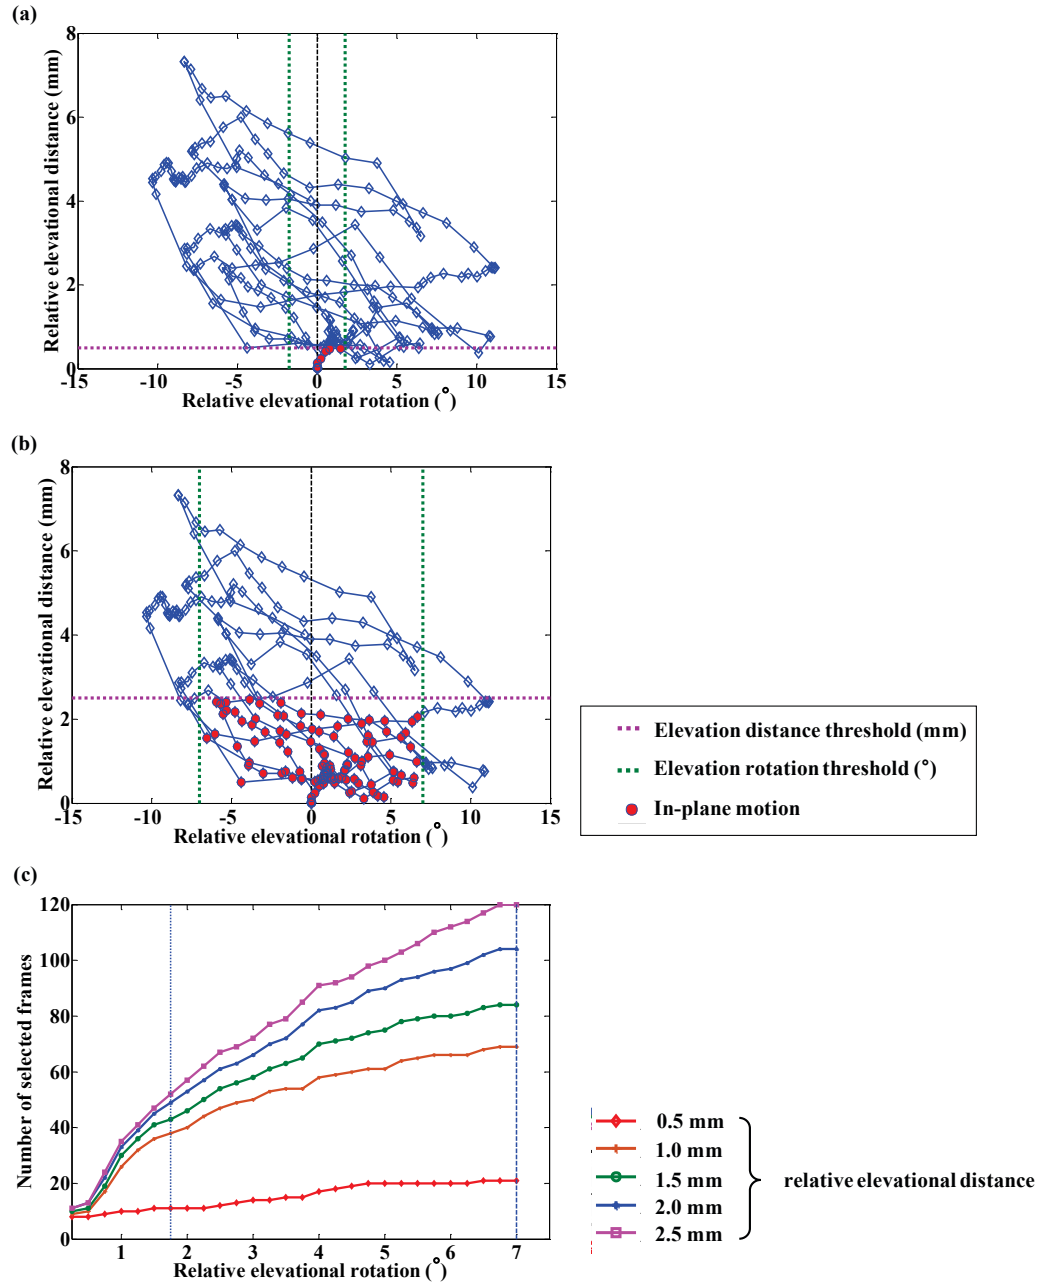 (a)
Relative elevational distance (mm)
8
6
4
2
0
-15 -10 -5 0 5 10 15
Relative elevational rotation (°)
(b)
Relative elevational distance (mm)
8
6
4
2
0
-15 -10 -5 0 5 10 15
Relative elevational rotation (°)
Elevation distance threshold (mm)
Elevation rotation threshold (°)
In-plane motion
(c)
Number of selected frames
120
100
80
60
40
20
0
1 2 3 4 5 6 7
Relative elevational rotation (°)
0.5 mm
1.0 mm
1.5 mm
2.0 mm
2.5 mm
relative elevational distance